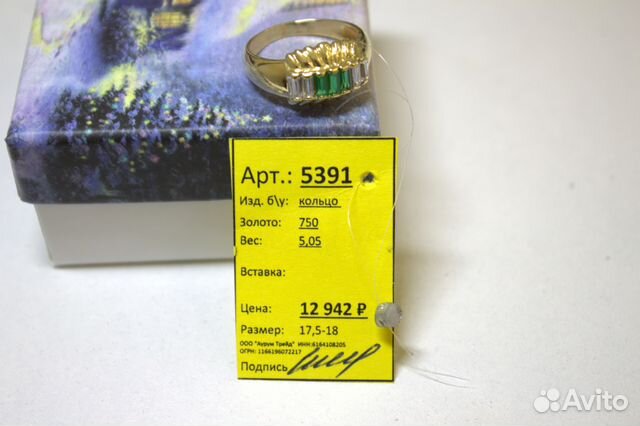 Арт.: 5391
Изд. б\у: кольцо
Золото: 750
Вес: 5,05
Вставка:
Цена: 12 942 ₽
Размер: 17,5-18
ООО "Аурум Трейд" ИНН:6164108205
ОГРН: 1166196072217
Подпись
Avito